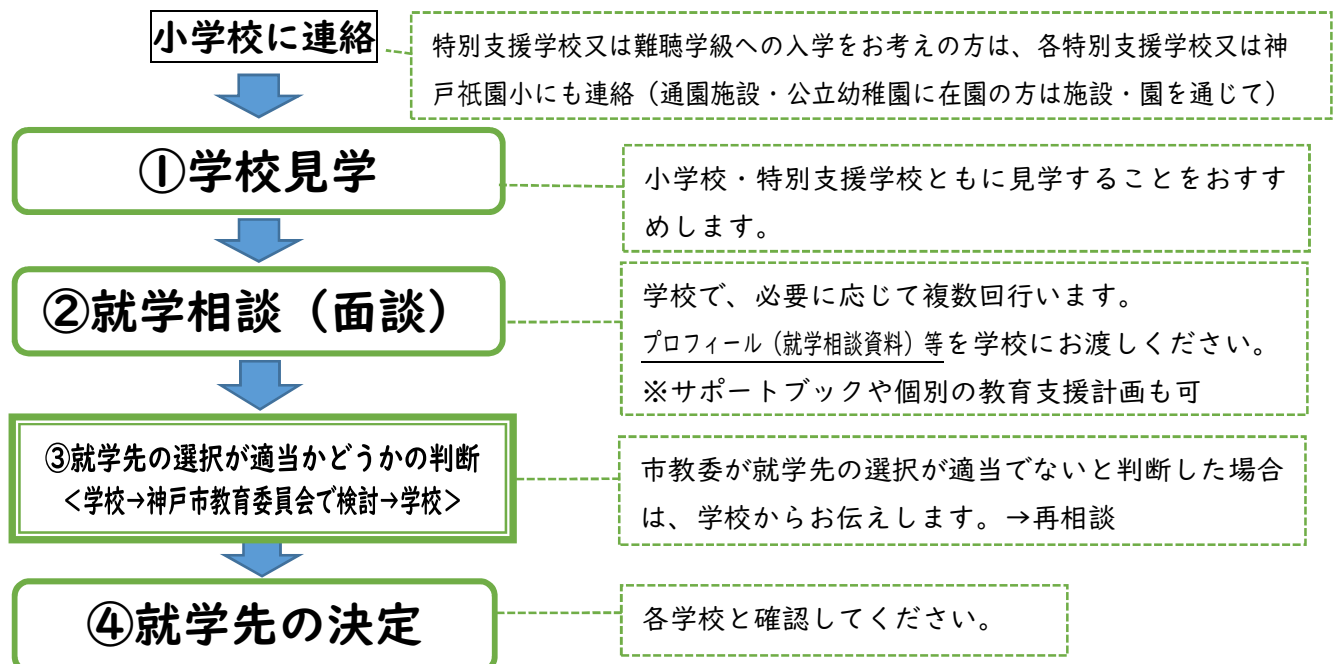 小学校に連絡
特別支援学校又は難聴学級への入学をお考えの方は、各特別支援学校又は神
戸祇園小にも連絡（通園施設・公立幼稚園に在園の方は施設・園を通じて）
①学校見学
小学校・特別支援学校ともに見学することをおすす
めします。
②就学相談（面談）
学校で、必要に応じて複数回行います。
プロフィール（就学相談資料）等を学校にお渡しください。
※サポートブックや個別の教育支援計画も可
③就学先の選択が適当かどうかの判断
＜学校→神戸市教育委員会で検討→学校＞
市教委が就学先の選択が適当でないと判断した場合
は、学校からお伝えします。→再相談
④就学先の決定
各学校と確認してください。